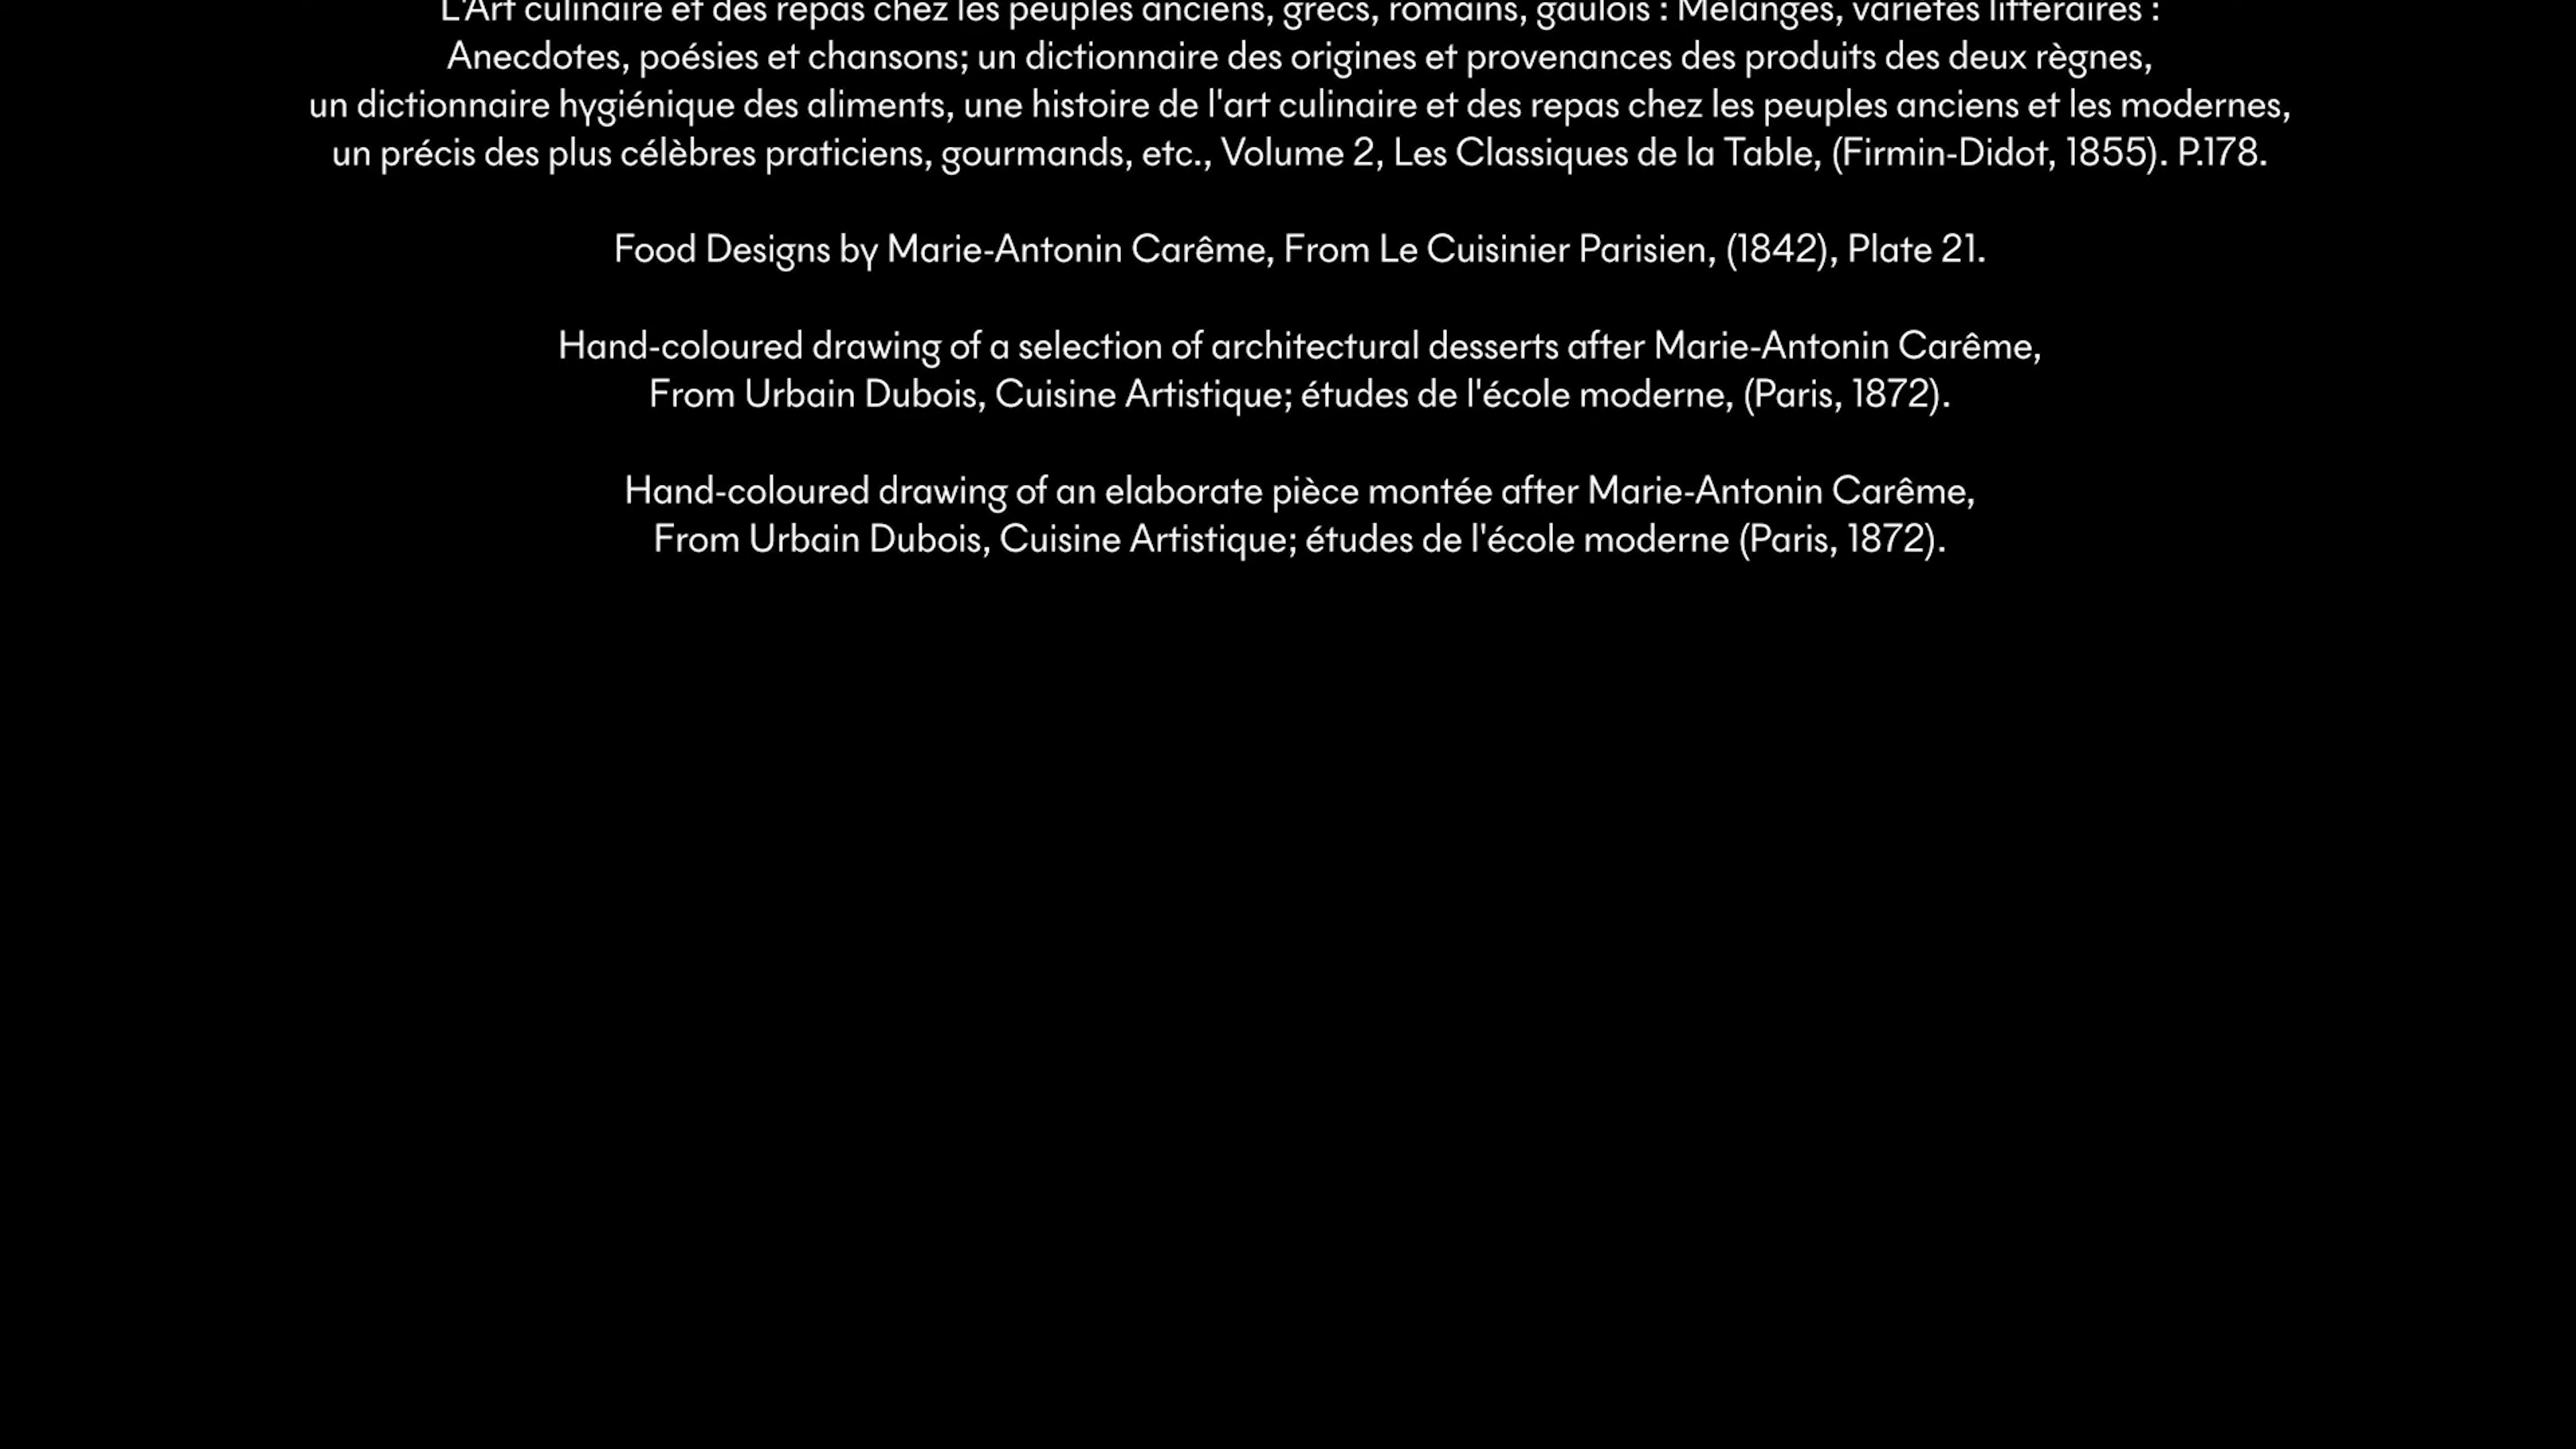 L'Art culinaire et des repas chez les peuples anciens, grecs, romains, gaulois : Mélanges, variétés littéraires :
Anecdotes, poésies et chansons; un dictionnaire des origines et provenances des produits des deux règnes,
un dictionnaire hygiénique des aliments, une histoire de l'art culinaire et des repas chez les peuples anciens et les modernes,
un précis des plus célèbres praticiens, gourmands, etc., Volume 2, Les Classiques de la Table, (Firmin-Didot, 1855). P.178.
Food Designs by Marie-Antonin Carême, From Le Cuisinier Parisien, (1842), Plate 21.
Hand-coloured drawing of a selection of architectural desserts after Marie-Antonin Carême,
From Urbain Dubois, Cuisine Artistique; études de l'école moderne, (Paris, 1872).
Hand-coloured drawing of an elaborate pièce montée after Marie-Antonin Carême,
From Urbain Dubois, Cuisine Artistique; études de l'école moderne (Paris, 1872).